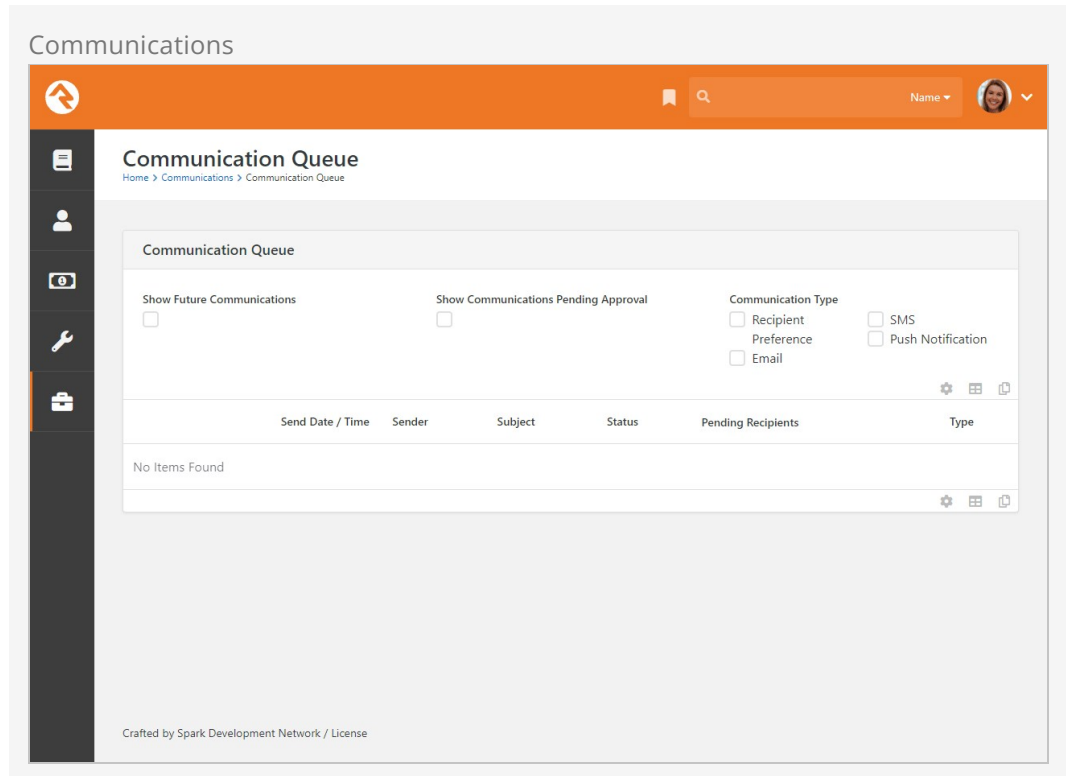 Communications
Name
Communication Queue
Home > Communications > Communication Queue
Communication Queue
Show Future Communications
Show Communications Pending Approval
Communication Type
Recipient Preference
Email
SMS
Push Notification
Send Date / Time Sender Subject Status Pending Recipients Type
No Items Found
Crafted by Spark Development Network / License